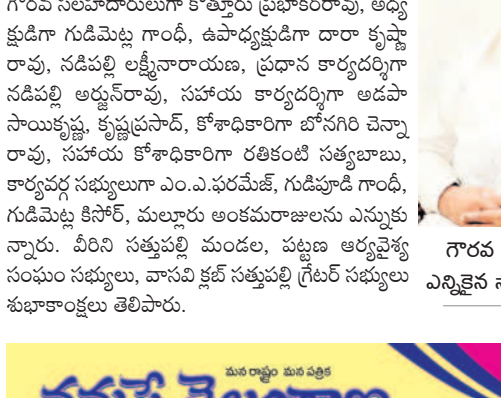 గౌరవ సలహాదారులుగా కొత్తూరు ప్రభాకరరావు, అధ్య
క్షుడిగా గుడిమెట్ల గాంధీ, ఉపాధ్యక్షుడిగా దారా కృష్ణా
రావు, నడిపల్లి లక్ష్మీనారాయణ, ప్రధాన కార్యదర్శిగా
నడిపల్లి అర్జున్‌రావు, సహాయ కార్యదర్శిగా అడపా
సాయికృష్ణ, కృష్ణప్రసాద్, కోశాధికారిగా బోనగిరి చెన్నా
రావు, సహాయ కోశాధికారిగా రతికంటి సత్యబాబు,
కార్యవర్గ సభ్యులుగా ఎం.ఎ.ఫరమేజ్, గుడిపూడి గాంధీ,
గుడిమెట్ల కిసోర్, మల్లూరు అంకమరాజులను ఎన్నుకు
న్నారు. వీరిని సత్తుపల్లి మండల, పట్టణ ఆర్యవైశ్య
సంఘం సభ్యులు, వాసవి క్లబ్ సత్తుపల్లి గ్రేటర్ సభ్యులు
శుభాకాంక్షలు తెలిపారు.
గౌరవ
ఎన్నికైన
మన రాష్ట్రం మన పత్రిక